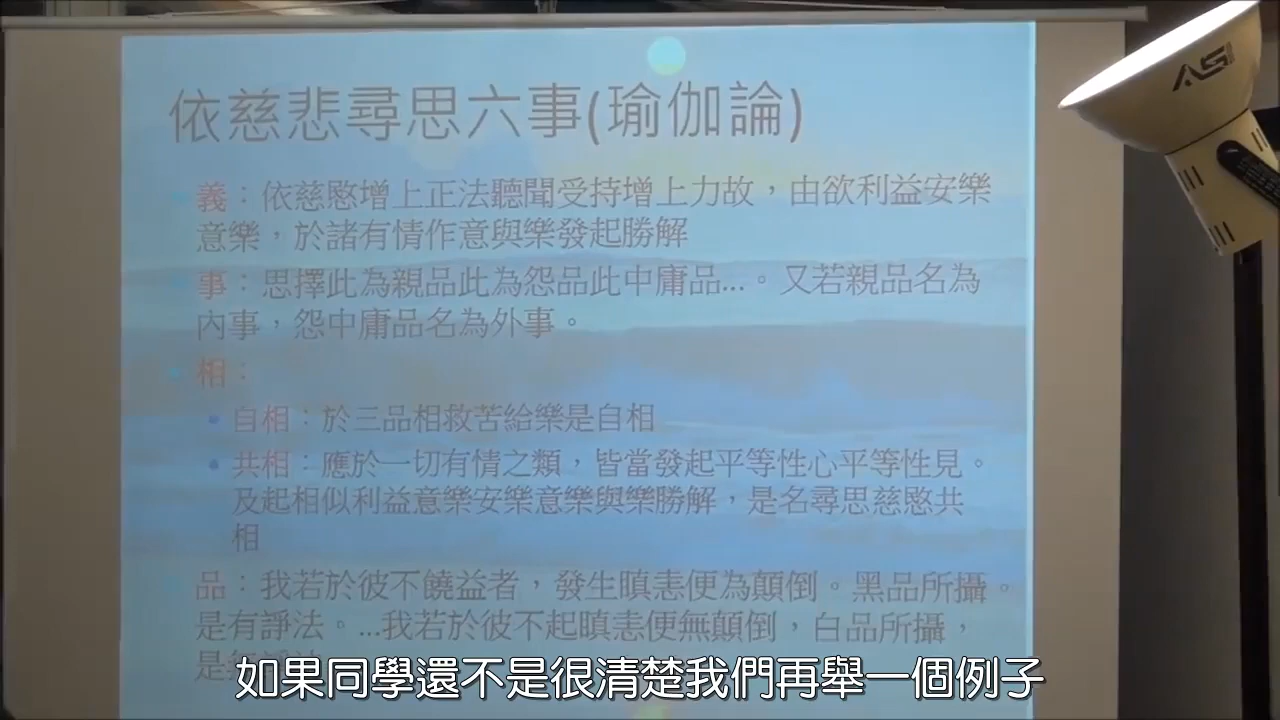 依慈悲尋思六事(瑜伽論)
義：依慈愍增上正法聽聞受持增上力故，由欲利益安樂
意樂，於諸有情作意與樂發起勝解
事：思擇此為親品此為怨品此中庸品...。又若親品名為
內事，怨中庸品名為外事。
相：
自相：於三品相救苦給樂是自相
共相：應於一切有情之類，皆當發起平等性心平等性見。
及起相似利益意樂安樂意樂與樂勝解，是名尋思慈愍共
相
品：我若於彼不饒益者，發生瞋恚便為顛倒。黑品所攝。
是有諍法。...我若於彼不起瞋恚便無顛倒，白品所攝，
如果同學還不是很清楚我們再舉一個例子